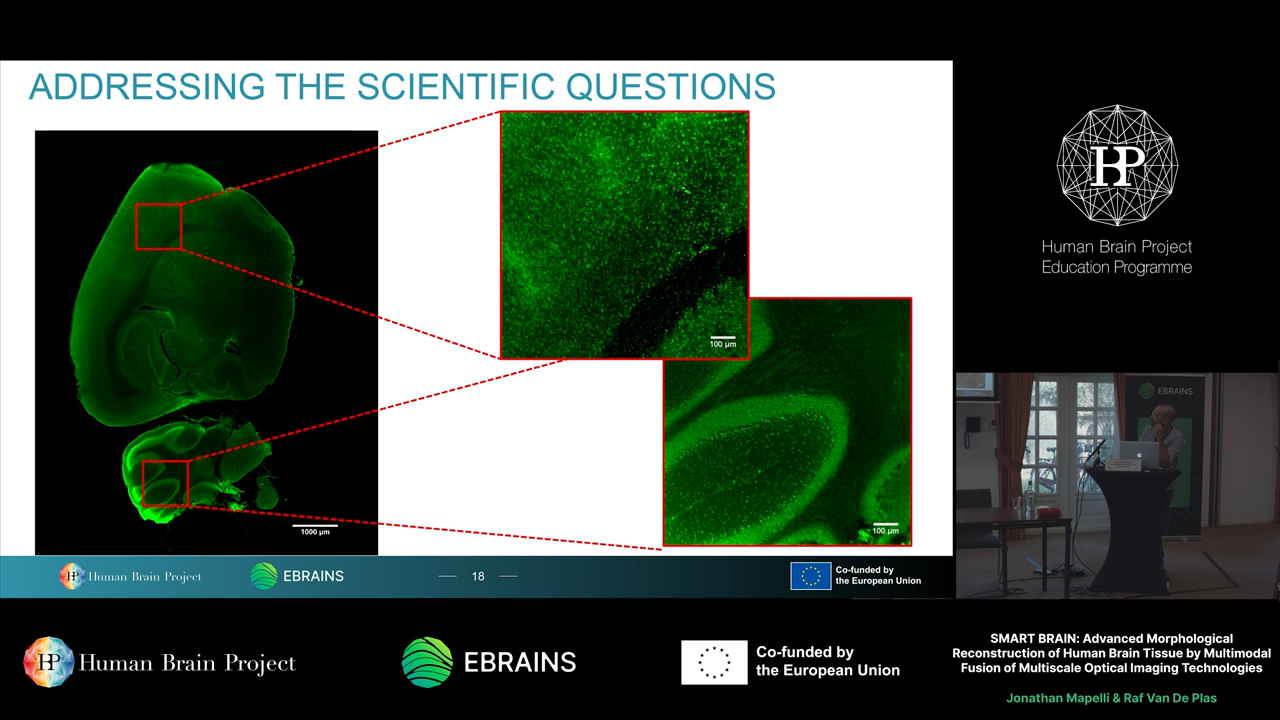 ADDRESSING THE SCIENTIFIC QUESTIONS
100 µm
100 µm
1000 µm
HP Human Brain Project
EBRAINS
18
Co-funded by
the European Union
HP
Human Brain Project
Education Programme
EBRAINS
HP Human Brain Project
EBRAINS
Co-funded by
the European Union
SMART BRAIN: Advanced Morphological
Reconstruction of Human Brain Tissue by Multimodal
Fusion of Multiscale Optical Imaging Technologies
Jonathan Mapelli & Raf Van De Plas